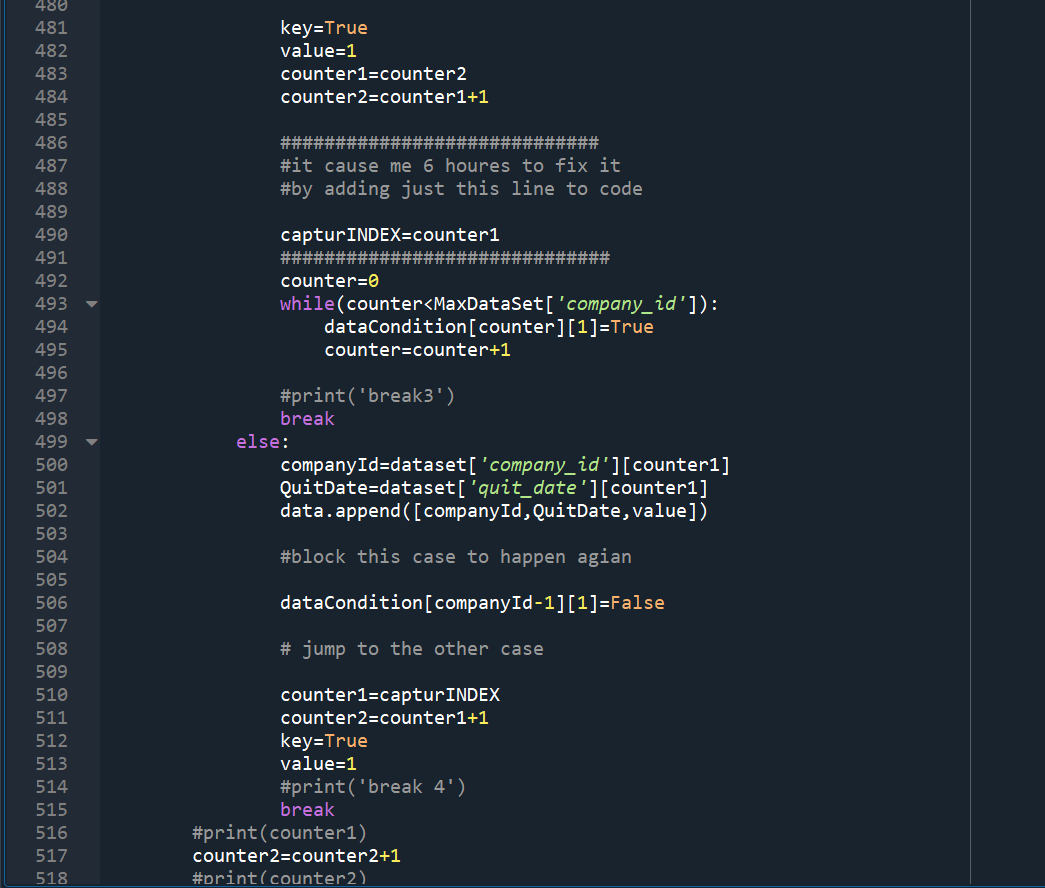 480
481 key=True
482 value=1
483 counter1=counter2
484 counter2=counter1+1
485
486 #############################
487 #it cause me 6 houres to fix it
488 #by adding just this line to code
489
490 capturINDEX=counter1
491 ##############################
492 counter=0
493 while(counter<MaxDataSet['company_id']):
494 dataCondition[counter][1]=True
495 counter=counter+1
496
497 #print('break3')
498 break
499 else:
500 companyId=dataset['company_id'][counter1]
501 QuitDate=dataset['quit_date'][counter1]
502 data.append([companyId,QuitDate,value])
503
504 #block this case to happen agian
505
506 dataCondition[companyId-1][1]=False
507
508 # jump to the other case
509
510 counter1=capturINDEX
511 counter2=counter1+1
512 key=True
513 value=1
514 #print('break 4')
515 break
516 #print(counter1)
517 counter2=counter2+1
518 #print(counter2)